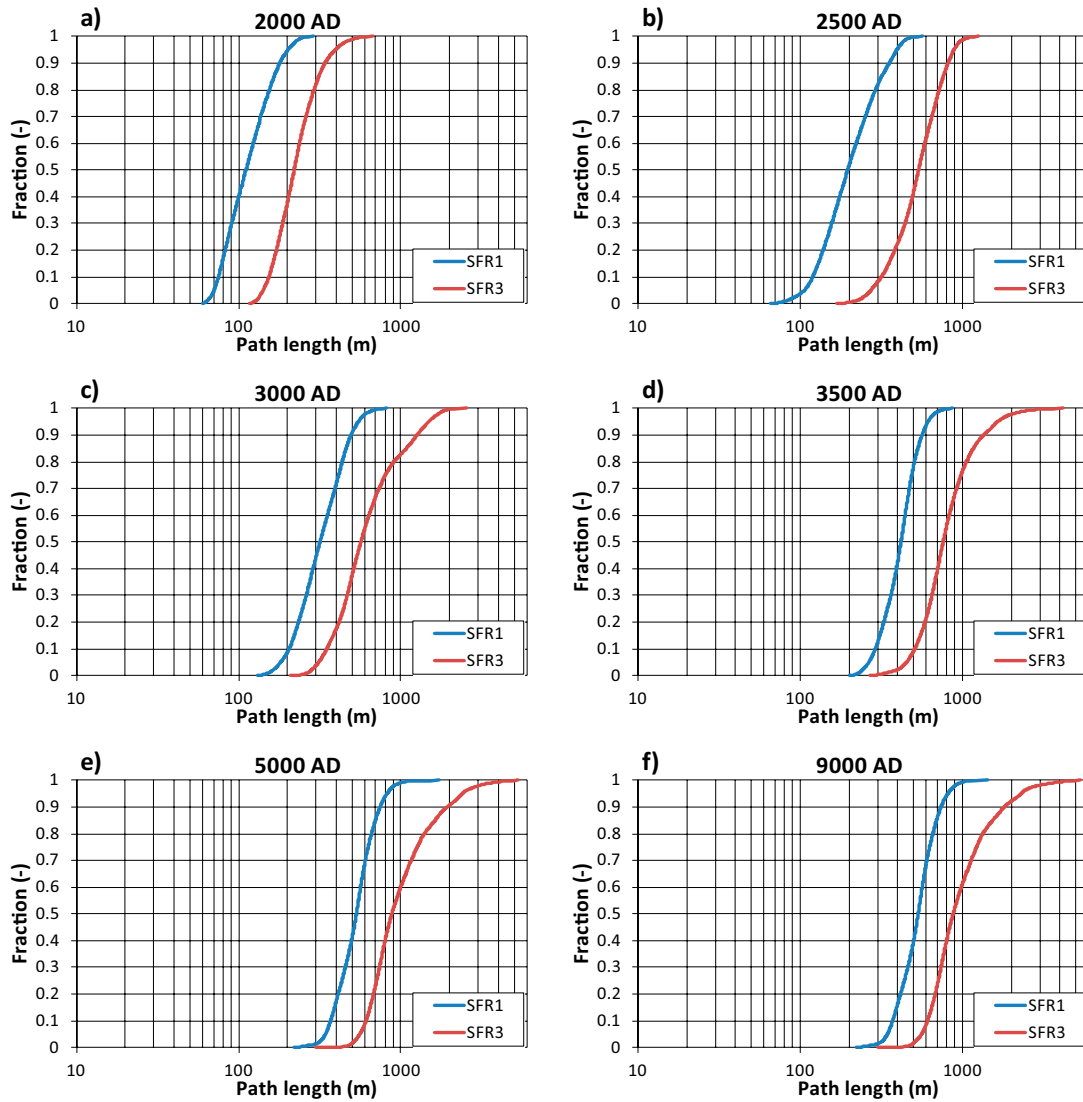 a)
2000 AD
1
0.9
0.8
0.7
0.6
0.5
0.4
0.3
0.2
0.1
0
Fraction (-)
SFR1
SFR3
10 100 1000
Path length (m)
b)
2500 AD
1
0.9
0.8
0.7
0.6
0.5
0.4
0.3
0.2
0.1
0
Fraction (-)
SFR1
SFR3
10 100 1000
Path length (m)
c)
3000 AD
1
0.9
0.8
0.7
0.6
0.5
0.4
0.3
0.2
0.1
0
Fraction (-)
SFR1
SFR3
10 100 1000
Path length (m)
d)
3500 AD
1
0.9
0.8
0.7
0.6
0.5
0.4
0.3
0.2
0.1
0
Fraction (-)
SFR1
SFR3
10 100 1000
Path length (m)
e)
5000 AD
1
0.9
0.8
0.7
0.6
0.5
0.4
0.3
0.2
0.1
0
Fraction (-)
SFR1
SFR3
10 100 1000
Path length (m)
f)
9000 AD
1
0.9
0.8
0.7
0.6
0.5
0.4
0.3
0.2
0.1
0
Fraction (-)
SFR1
SFR3
10 100 1000
Path length (m)